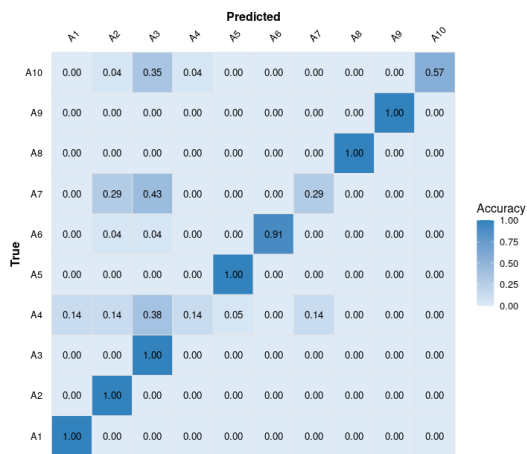 Predicted
A1 A2 A3 A4 A5 A6 A7 A8 A9 A10
A10 0.00 0.04 0.35 0.04 0.00 0.00 0.00 0.00 0.00 0.57
A9 0.00 0.00 0.00 0.00 0.00 0.00 0.00 0.00 1.00 0.00
A8 0.00 0.00 0.00 0.00 0.00 0.00 0.00 1.00 0.00 0.00
A7 0.00 0.29 0.43 0.00 0.00 0.00 0.29 0.00 0.00 0.00
A6 0.00 0.04 0.04 0.00 0.00 0.91 0.00 0.00 0.00 0.00
A5 0.00 0.00 0.00 0.00 1.00 0.00 0.00 0.00 0.00 0.00
A4 0.14 0.14 0.38 0.14 0.05 0.00 0.14 0.00 0.00 0.00
A3 0.00 0.00 1.00 0.00 0.00 0.00 0.00 0.00 0.00 0.00
A2 0.00 1.00 0.00 0.00 0.00 0.00 0.00 0.00 0.00 0.00
A1 1.00 0.00 0.00 0.00 0.00 0.00 0.00 0.00 0.00 0.00
True
Accuracy
1.00
0.75
0.50
0.25
0.00